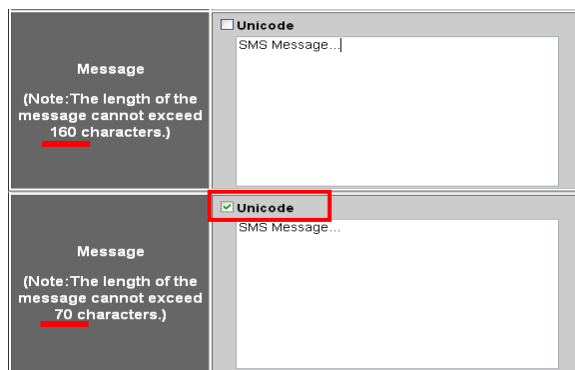 Unicode
SMS Message...
Message
(Note:The length of the
message cannot exceed
160 characters.)
Unicode
SMS Message...
Message
(Note:The length of the
message cannot exceed
70 characters.)